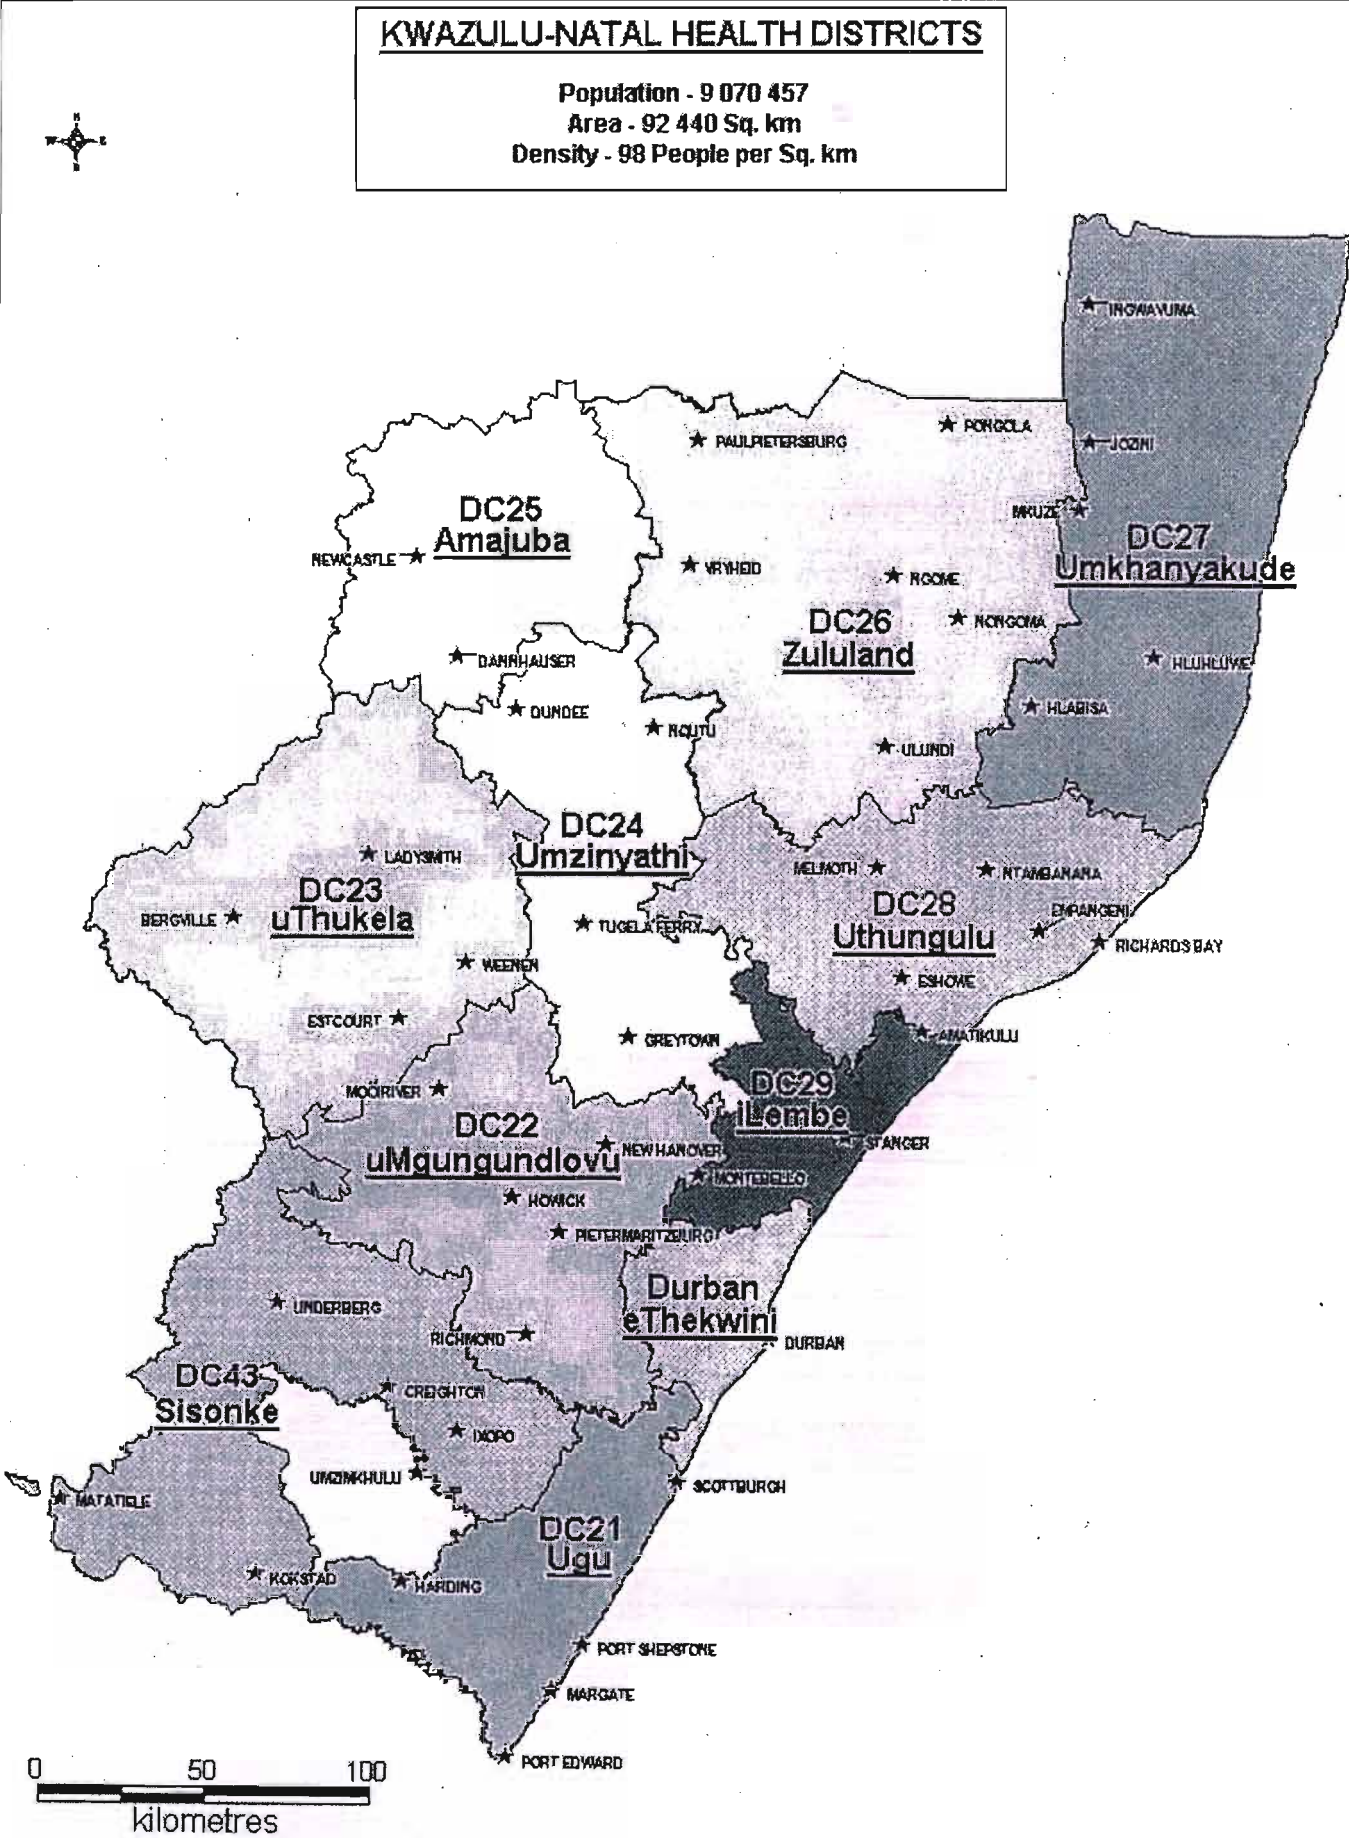 KWAZULU-NATAL HEALTH DISTRICTS
Population - 9 070 457
Area - 92 440 Sq. km
Density - 98 People per Sq. km
N
W E
S
INGWAVUMA
PONGOLA
PAULPIETERSBURG
JOZINI
DC25
Amajuba
MKUZE
DC27
Umkhanyakude
NEWCASTLE
VRYHEID
NGOME
DC26
Zululand
NONGOMA
DANNHAUSER
HLUHLUWE
DUNDEE
HLABISA
NQUTU
ULUNDI
DC24
Umzinyathi
LADYSMITH
MELMOTH
NTAMBANANA
DC23
uThukela
BERGVILLE
DC28
Uthungulu
EMPANGENI
TUGELA FERRY
RICHARDS BAY
WEENEN
ESHOWE
ESTCOURT
GREYTOWN
AMATIKULU
MOOIRIVER
DC29
iLembe
DC22
uMgungundlovu
NEW HANOVER
STANGER
MONTEBELLO
HOWICK
PIETERMARITZBURG
Durban
eThekwini
UNDERBERG
RICHMOND
DURBAN
DC43
Sisonke
CREIGHTON
IXOPO
UMZIMKHULU
SCOTTBURGH
MATATIELE
DC21
Ugu
KOKSTAD
HARDING
PORT SHEPSTONE
MARGATE
PORT EDWARD
0 50 100
kilometres